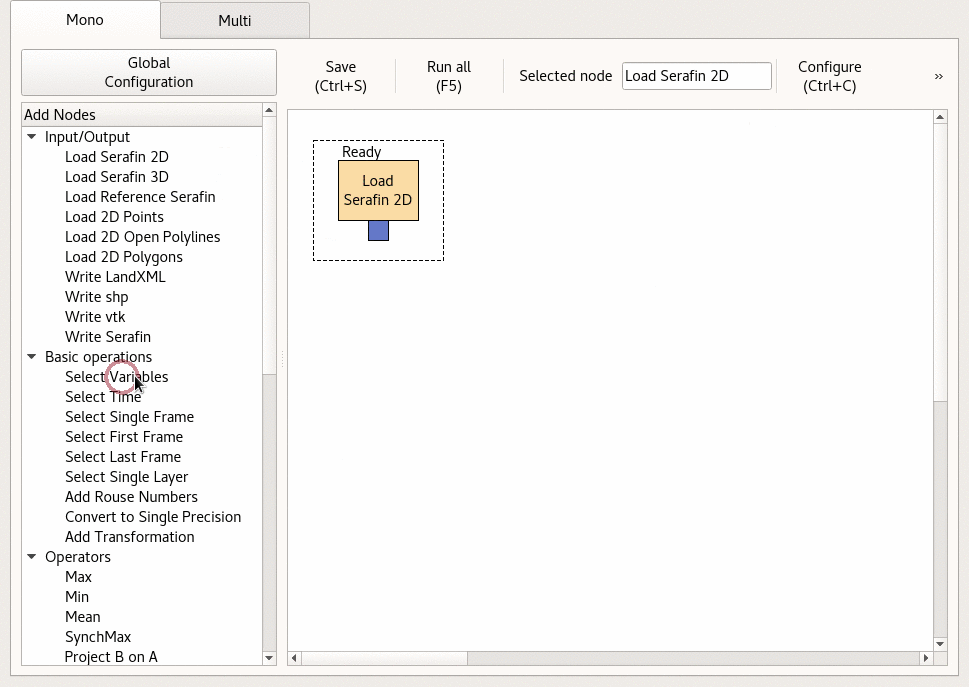 Mono
Multi
Global
Configuration
Save
(Ctrl+S)
Run all
(F5)
Selected node
Load Serafin 2D
Configure
(Ctrl+C)
»
Add Nodes
Input/Output
Load Serafin 2D
Load Serafin 3D
Load Reference Serafin
Load 2D Points
Load 2D Open Polylines
Load 2D Polygons
Write LandXML
Write shp
Write vtk
Write Serafin
Basic operations
Select Variables
Select Time
Select Single Frame
Select First Frame
Select Last Frame
Select Single Layer
Add Rouse Numbers
Convert to Single Precision
Add Transformation
Operators
Max
Min
Mean
SynchMax
Project B on A
Ready
Load
Serafin 2D